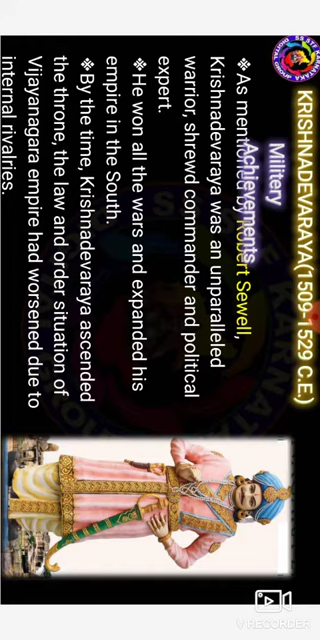 KRISHNADEVARAYA(1509-1529 C.E.)
Militery
Achievements
❖As mentioned by Robert Sewell,
Krishnadevaraya was an unparalleled
warrior, shrewd commander and political
expert.
❖He won all the wars and expanded his
empire in the South.
❖By the time, Krishnadevaraya ascended
the throne, the law and order situation of
Vijayanagara empire had worsened due to
internal rivalries.
RECORDER